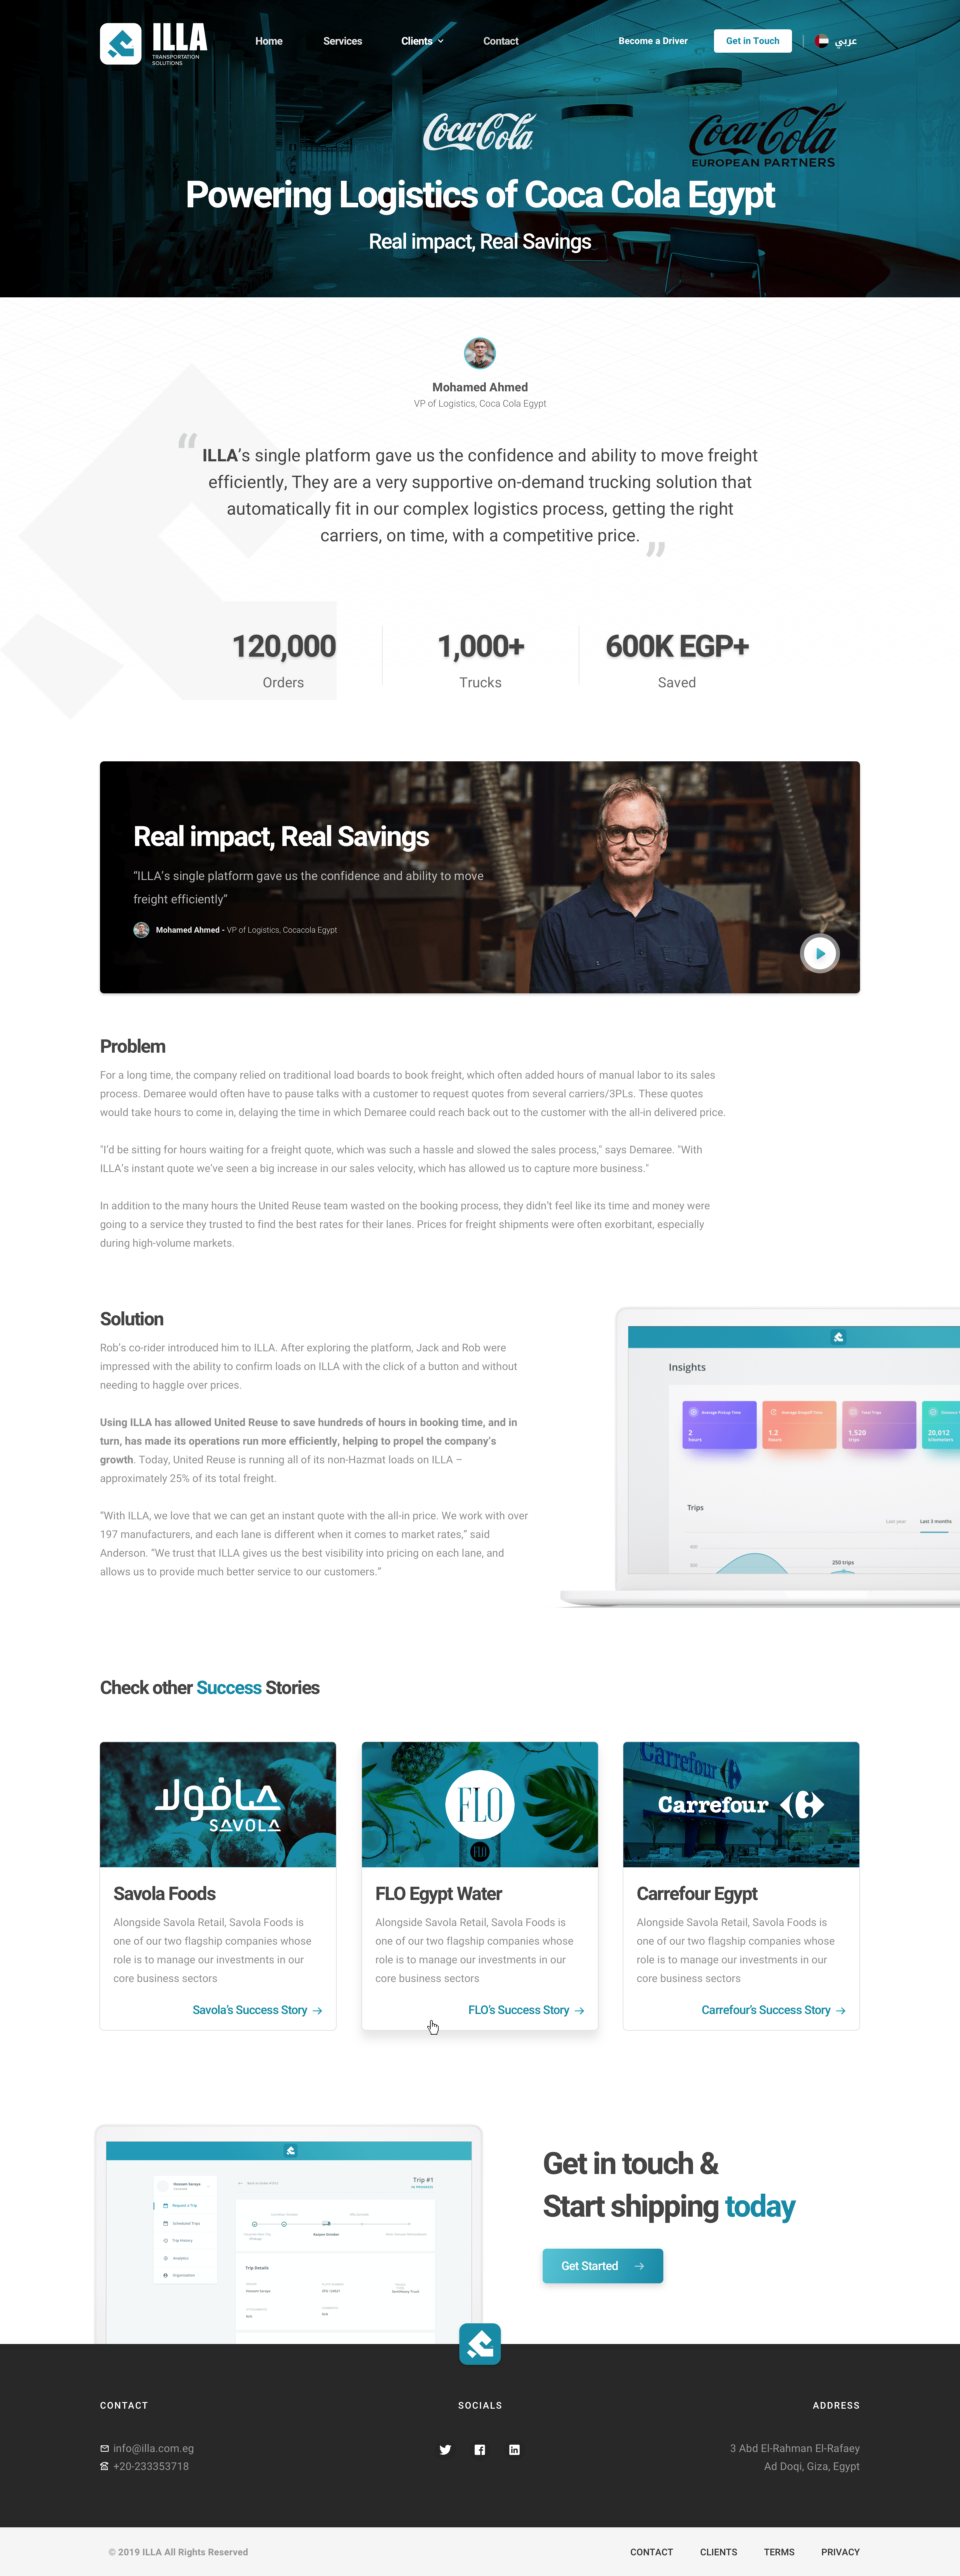 ILLA
TRANSPORTATION
SOLUTIONS
Home
Services
Clients
Contact
Become a Driver
Get in Touch
عربي
Coca-Cola
Coca-Cola
EUROPEAN PARTNERS
Powering Logistics of Coca Cola Egypt
Real impact, Real Savings
Mohamed Ahmed
VP of Logistics, Coca Cola Egypt
“ ILLA’s single platform gave us the confidence and ability to move freight
efficiently, They are a very supportive on-demand trucking solution that
automatically fit in our complex logistics process, getting the right
carriers, on time, with a competitive price. ”
120,000
Orders
1,000+
Trucks
600K EGP+
Saved
Real impact, Real Savings
“ILLA’s single platform gave us the confidence and ability to move
freight efficiently”
Mohamed Ahmed - VP of Logistics, Cocacola Egypt
Problem
For a long time, the company relied on traditional load boards to book freight, which often added hours of manual labor to its sales
process. Demaree would often have to pause talks with a customer to request quotes from several carriers/3PLs. These quotes
would take hours to come in, delaying the time in which Demaree could reach back out to the customer with the all-in delivered price.
"I’d be sitting for hours waiting for a freight quote, which was such a hassle and slowed the sales process," says Demaree. "With
ILLA’s instant quote we’ve seen a big increase in our sales velocity, which has allowed us to capture more business."
In addition to the many hours the United Reuse team wasted on the booking process, they didn’t feel like its time and money were
going to a service they trusted to find the best rates for their lanes. Prices for freight shipments were often exorbitant, especially
during high-volume markets.
Solution
Rob’s co-rider introduced him to ILLA. After exploring the platform, Jack and Rob were
impressed with the ability to confirm loads on ILLA with the click of a button and without
needing to haggle over prices.
Using ILLA has allowed United Reuse to save hundreds of hours in booking time, and in
turn, has made its operations run more efficiently, helping to propel the company’s
growth. Today, United Reuse is running all of its non-Hazmat loads on ILLA –
approximately 25% of its total freight.
“With ILLA, we love that we can get an instant quote with the all-in price. We work with over
197 manufacturers, and each lane is different when it comes to market rates,” said
Anderson. “We trust that ILLA gives us the best visibility into pricing on each lane, and
allows us to provide much better service to our customers.”
Insights
Average Pickup Time
2
hours
Average Dropoff Time
1.2
hours
Total Trips
1,520
trips
20,012
kilometers
Trips
Last year
Last 3 months
250 trips
Check other Success Stories
صافولا
SAVOLA
Savola Foods
Alongside Savola Retail, Savola Foods is
one of our two flagship companies whose
role is to manage our investments in our
core business sectors
Savola’s Success Story
FLO
FLO
FLO Egypt Water
Alongside Savola Retail, Savola Foods is
one of our two flagship companies whose
role is to manage our investments in our
core business sectors
FLO’s Success Story
Carrefour
Carrefour
Carrefour Egypt
Alongside Savola Retail, Savola Foods is
one of our two flagship companies whose
role is to manage our investments in our
core business sectors
Carrefour’s Success Story
Hossam Saraya
Request a Trip
Scheduled Trips
Trip History
Analytics
Organization
Trip #1
IN PROGRESS
Trip Details
Hossam Saraya
N/A
N/A
Get in touch &
Start shipping today
Get Started
CONTACT
info@illa.com.eg
+20-233353718
SOCIALS
ADDRESS
3 Abd El-Rahman El-Rafaey
Ad Doqi, Giza, Egypt
© 2019 ILLA All Rights Reserved
CONTACT
CLIENTS
TERMS
PRIVACY